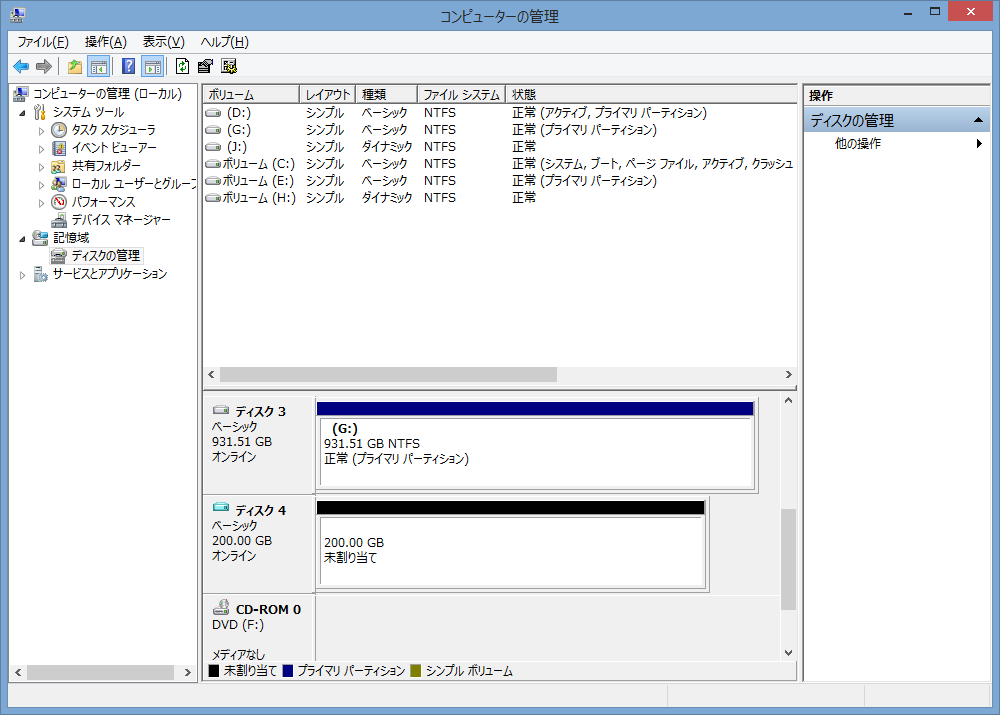 コンピューターの管理
ファイル(F) 操作(A) 表示(V) ヘルプ(H)
コンピューターの管理 (ローカル)
システム ツール
タスク スケジューラ
イベント ビューアー
共有フォルダー
ローカル ユーザーとグループ
パフォーマンス
デバイス マネージャー
記憶域
ディスクの管理
サービスとアプリケーション
ボリューム レイアウト 種類 ファイル システム 状態
(D:) シンプル ベーシック NTFS 正常 (アクティブ, プライマリ パーティション)
(G:) シンプル ベーシック NTFS 正常 (プライマリ パーティション)
(J:) シンプル ダイナミック NTFS 正常
ボリューム (C:) シンプル ベーシック NTFS 正常 (システム, ブート, ページ ファイル, アクティブ, クラッシュ
ボリューム (E:) シンプル ベーシック NTFS 正常 (プライマリ パーティション)
ボリューム (H:) シンプル ダイナミック NTFS 正常
ディスク 3
ベーシック
931.51 GB
オンライン
(G:)
931.51 GB NTFS
正常 (プライマリ パーティション)
ディスク 4
ベーシック
200.00 GB
オンライン
200.00 GB
未割り当て
CD-ROM 0
DVD (F:)
メディアなし
未割り当て プライマリ パーティション シンプル ボリューム
操作
ディスクの管理
他の操作